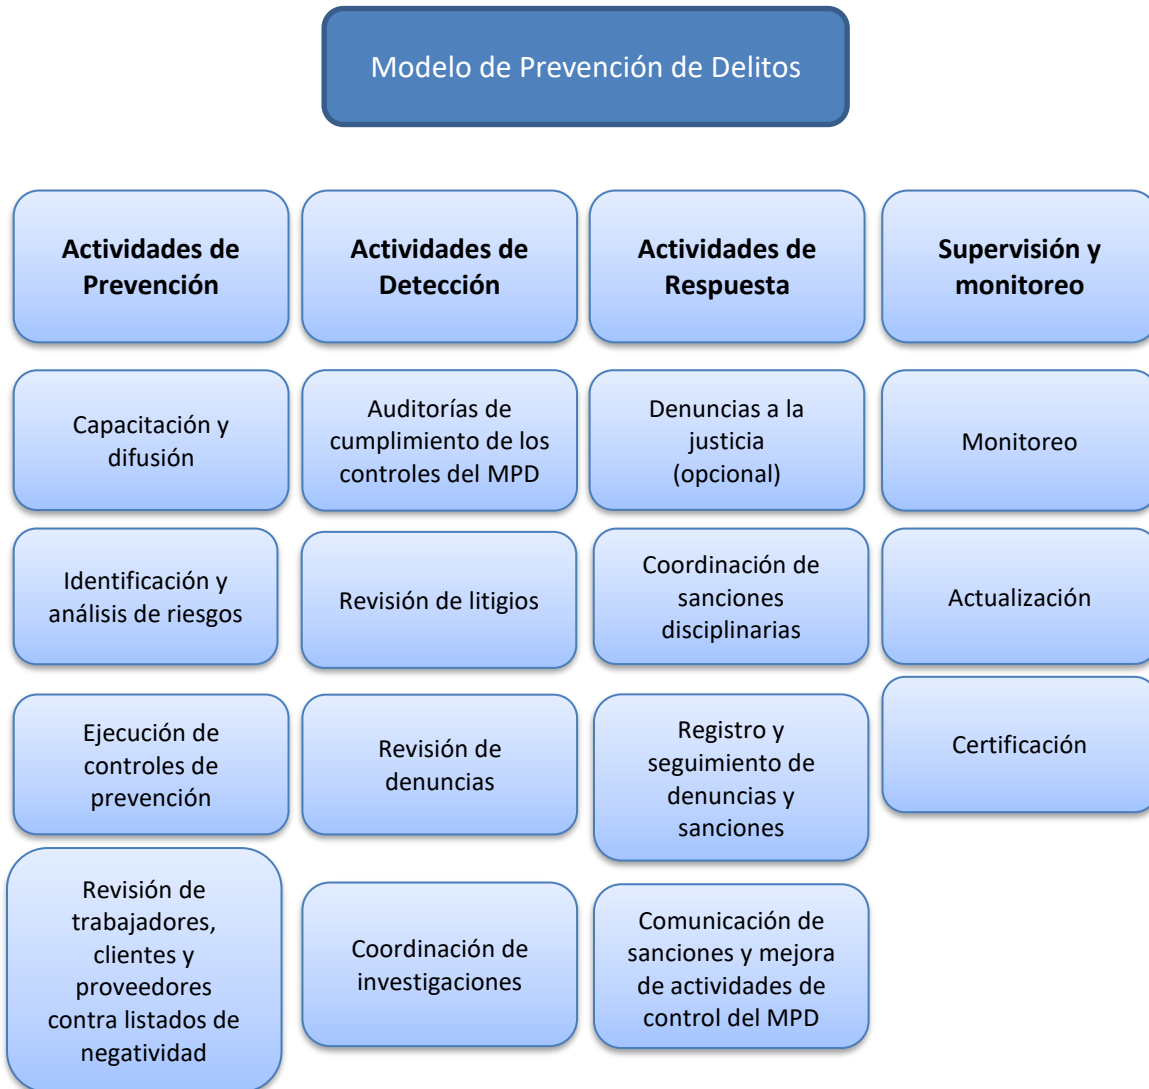 Modelo de Prevención de Delitos
Actividades de
Prevención
Capacitación y
difusión
Identificación y
análisis de riesgos
Ejecución de
controles de
prevención
Revisión de
trabajadores,
clientes y
proveedores
contra listados de
negatividad
Actividades de
Detección
Auditorías de
cumplimiento de los
controles del MPD
Revisión de litigios
Revisión de
denuncias
Coordinación de
investigaciones
Actividades de
Respuesta
Denuncias a la
justicia
(opcional)
Coordinación de
sanciones
disciplinarias
Registro y
seguimiento de
denuncias y
sanciones
Comunicación de
sanciones y mejora
de actividades de
control del MPD
Supervisión y
monitoreo
Monitoreo
Actualización
Certificación